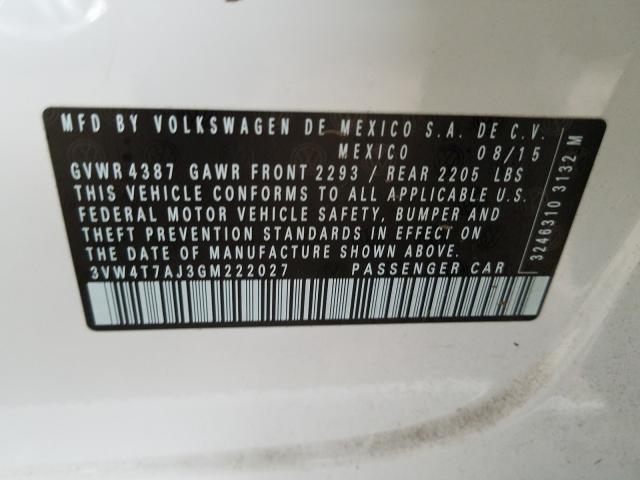 MFD BY VOLKSWAGEN DE MEXICO S.A. DE C.V.
MEXICO 08/15
GVWR 4387 GAWR FRONT 2293 / REAR 2205 LBS
THIS VEHICLE CONFORMS TO ALL APPLICABLE U.S.
FEDERAL MOTOR VEHICLE SAFETY, BUMPER AND
THEFT PREVENTION STANDARDS IN EFFECT ON
THE DATE OF MANUFACTURE SHOWN ABOVE.
3VW4T7AJ3GM222027 PASSENGER CAR
3246310 3132 M